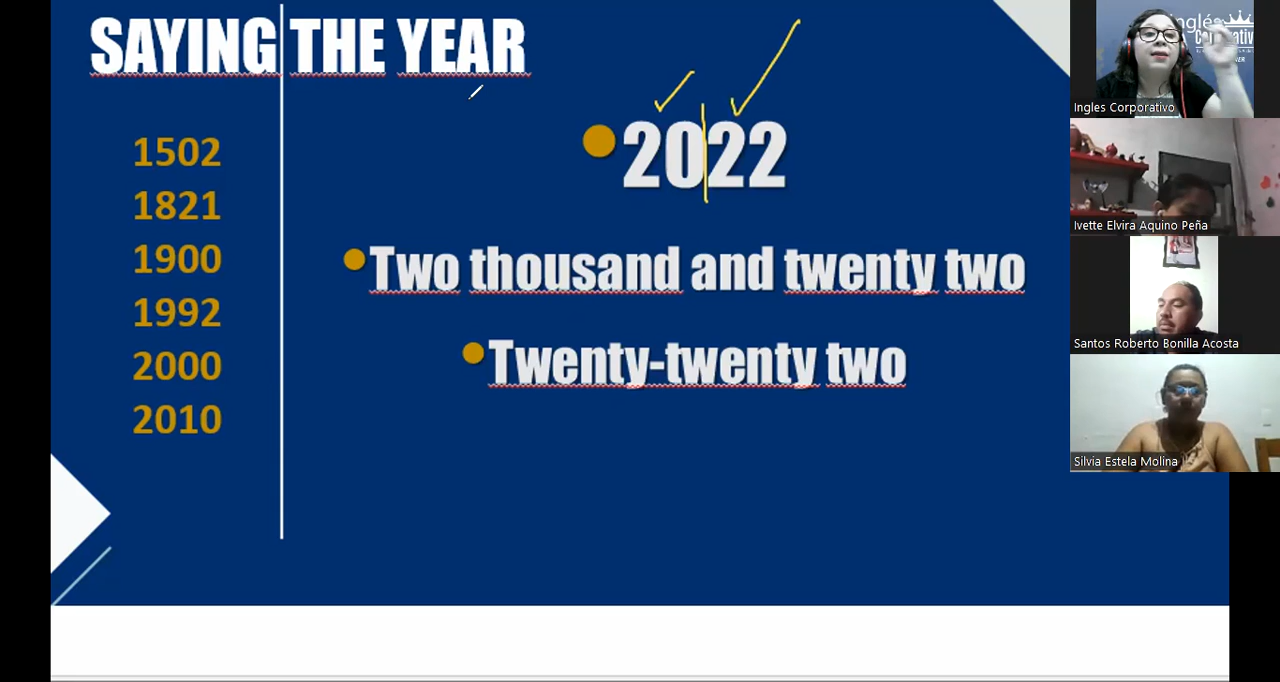 SAYING THE YEAR
1502
1821
1900
1992
2000
2010
2022
Two thousand and twenty two
Twenty-twenty two
Ingles Corporativo
Ivette Elvira Aquino Peña
Santos Roberto Bonilla Acosta
Silvia Estela Molina